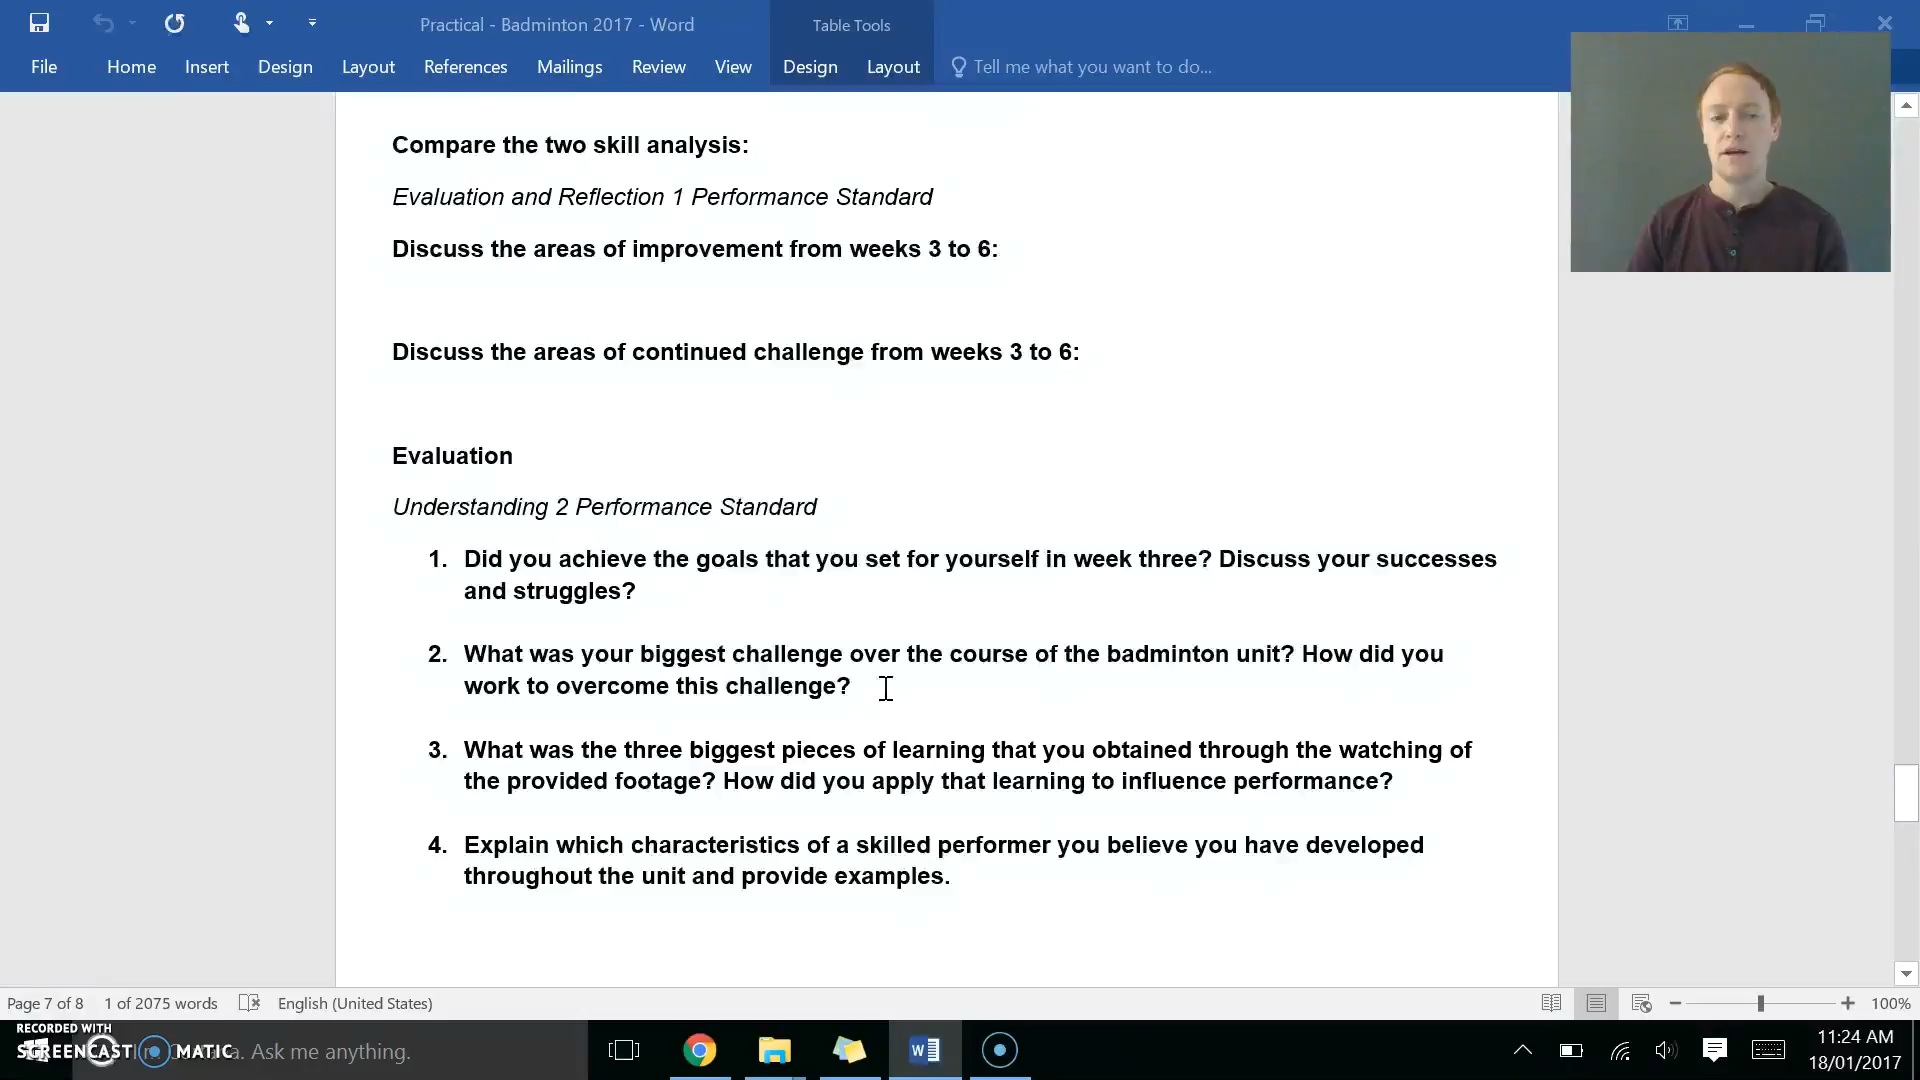 Practical - Badminton 2017 - Word
Table Tools
File Home Insert Design Layout References Mailings Review View Design Layout Tell me what you want to do...
Compare the two skill analysis:
Evaluation and Reflection 1 Performance Standard
Discuss the areas of improvement from weeks 3 to 6:
Discuss the areas of continued challenge from weeks 3 to 6:
Evaluation
Understanding 2 Performance Standard
1. Did you achieve the goals that you set for yourself in week three? Discuss your successes
and struggles?
2. What was your biggest challenge over the course of the badminton unit? How did you
work to overcome this challenge?
3. What was the three biggest pieces of learning that you obtained through the watching of
the provided footage? How did you apply that learning to influence performance?
4. Explain which characteristics of a skilled performer you believe you have developed
throughout the unit and provide examples.
Page 7 of 8 1 of 2075 words English (United States) 100%
RECORDED WITH
SCREENCAST MATIC
Ask me anything.
11:24 AM
18/01/2017